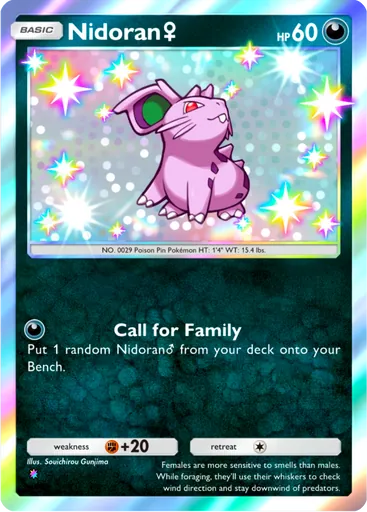 BASIC Nidoran♀ HP 60
NO. 0029 Poison Pin Pokémon HT: 1'4" WT: 15.4 lbs.
Call for Family
Put 1 random Nidoran♂ from your deck onto your
Bench.
weakness +20 retreat
Illus. Souichirou Gunjima
Females are more sensitive to smells than males.
While foraging, they'll use their whiskers to check
wind direction and stay downwind of predators.